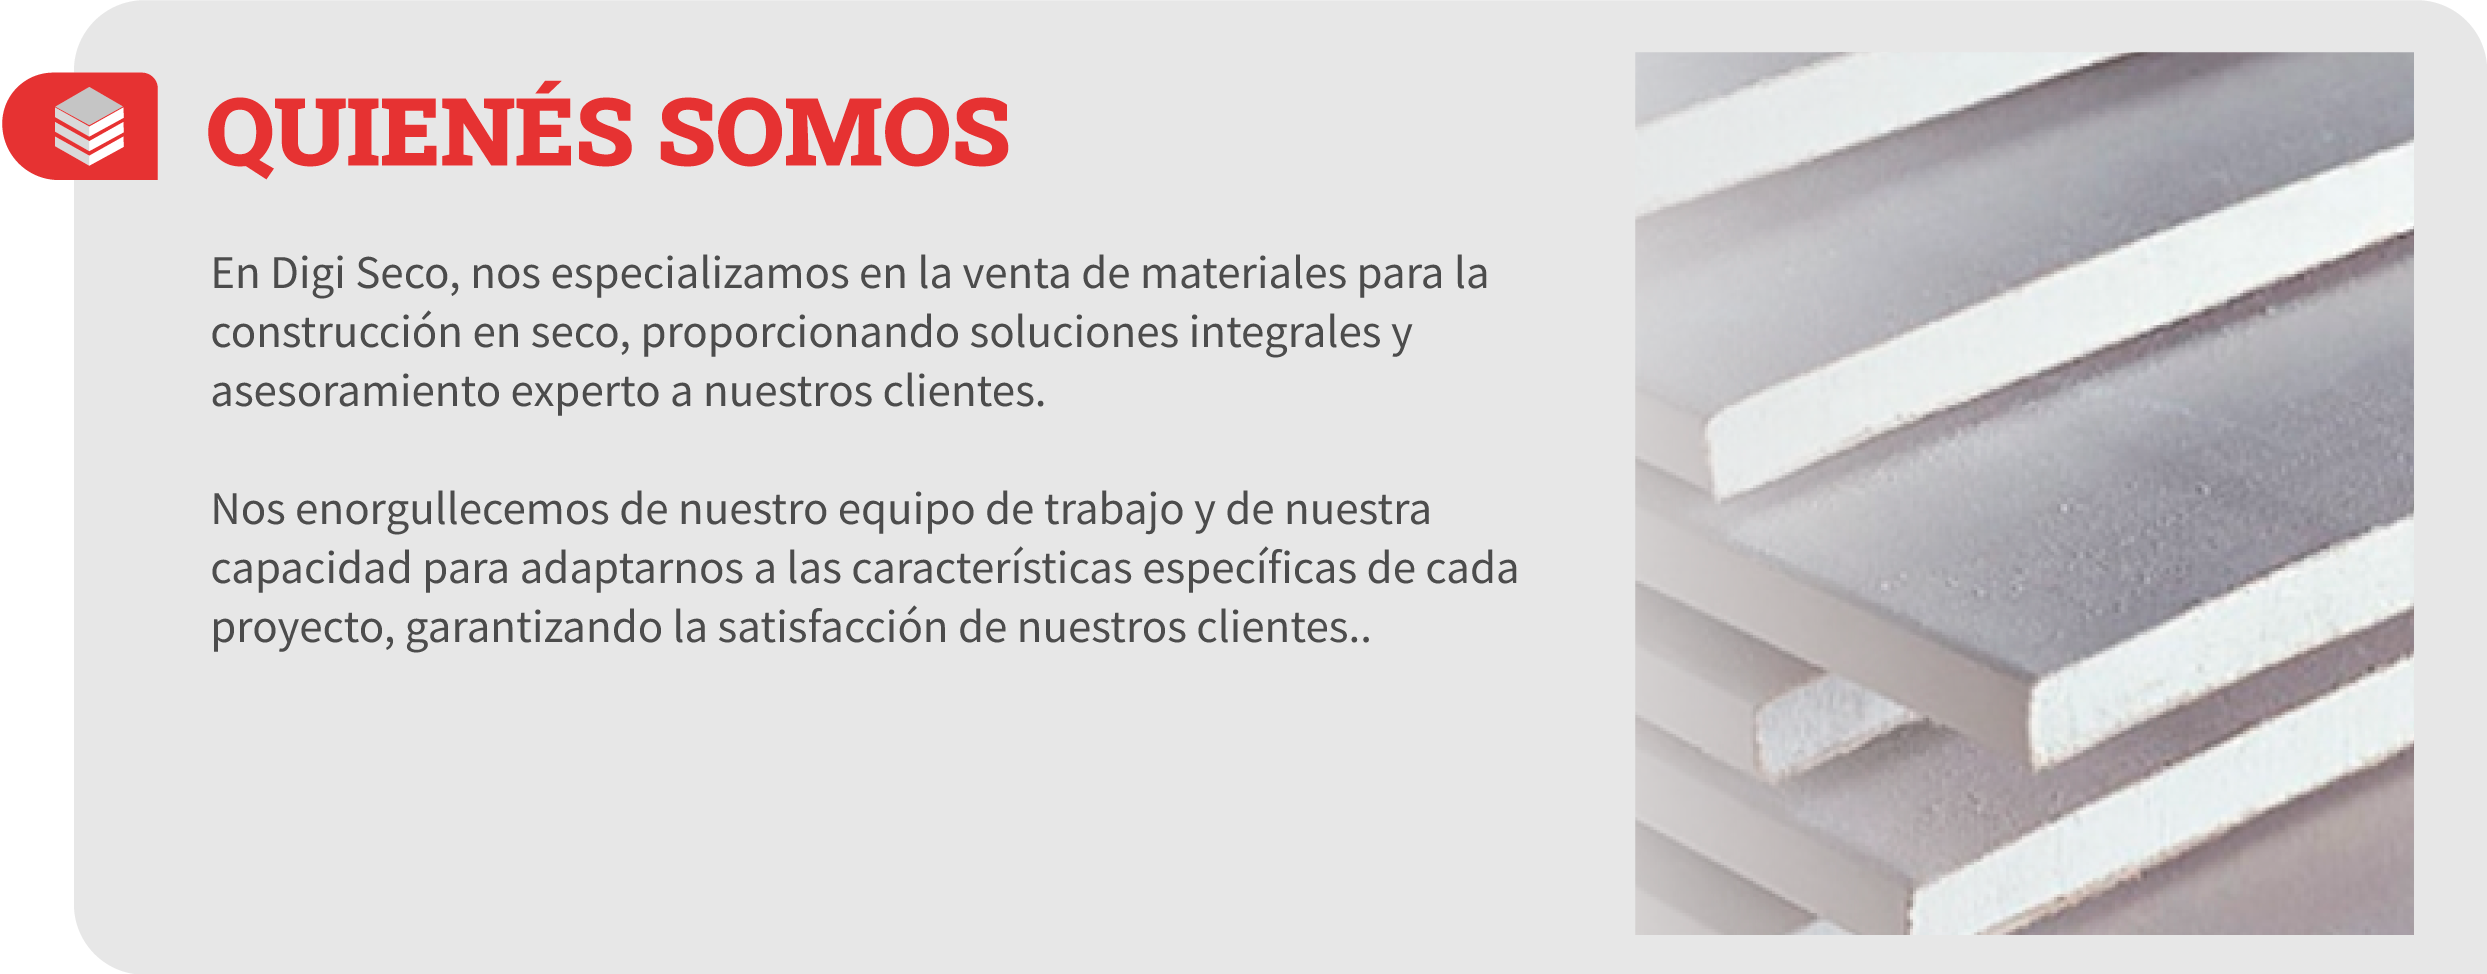 QUIENÉS SOMOS
En Digi Seco, nos especializamos en la venta de materiales para la
construcción en seco, proporcionando soluciones integrales y
asesoramiento experto a nuestros clientes.
Nos enorgullecemos de nuestro equipo de trabajo y de nuestra
capacidad para adaptarnos a las características específicas de cada
proyecto, garantizando la satisfacción de nuestros clientes..